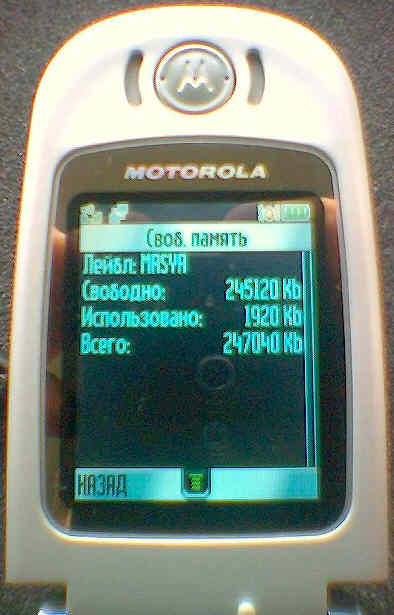 MOTOROLA
Своб. память
Лейбл: MASYA
Свободно: 245120 Kb
Использовано: 1920 Kb
Всего: 247040 Kb
НАЗАД